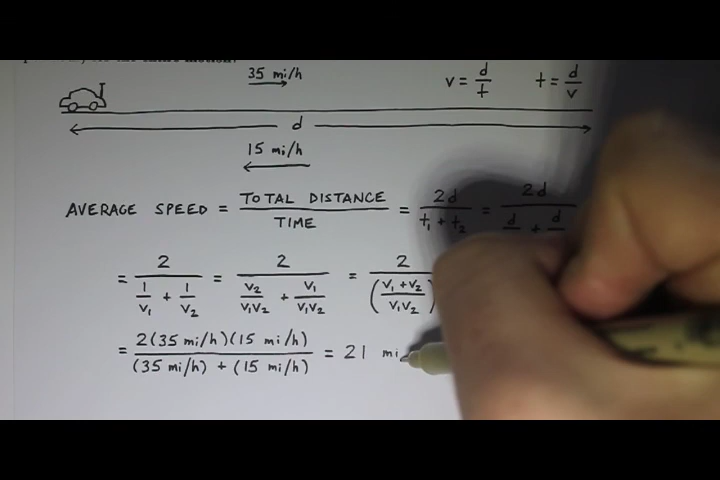 35 mi/h
v = d/t t = d/v
d
15 mi/h
AVERAGE SPEED = TOTAL DISTANCE/TIME = 2d/(t₁ + t₂) = 2d/(d + d
= 2/(1/v₁ + 1/v₂) = 2/(v₂/v₁v₂ + v₁/v₁v₂) = 2/((v₁ + v₂)/v₁v₂)
= 2(35 mi/h)(15 mi/h)/((35 mi/h) + (15 mi/h)) = 21 mi